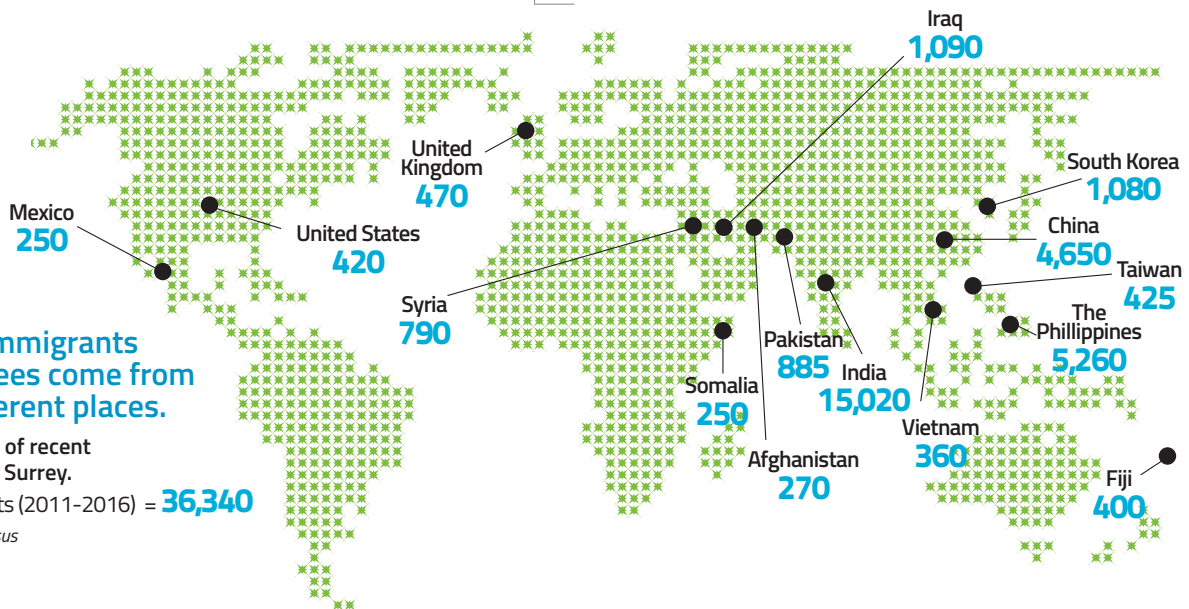 Iraq
1,090
United
Kingdom
470
South Korea
1,080
Mexico
250
United States
420
China
4,650
Taiwan
425
Syria
790
The
Phillippines
5,260
Pakistan
885
India
15,020
Somalia
250
Vietnam
360
Afghanistan
270
Fiji
400
mmigrants
ees come from
erent places.
of recent
Surrey.
ts (2011-2016) = 36,340
sus